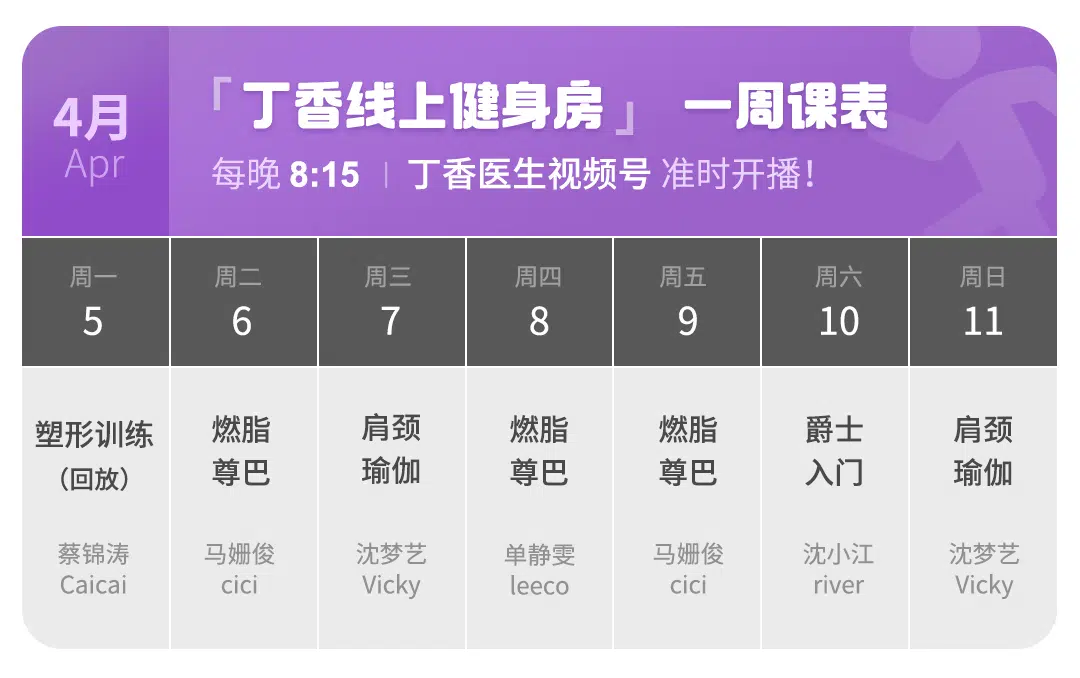 4月
Apr
「丁香线上健身房」 一周课表
每晚 8:15 | 丁香医生视频号 准时开播!
周一
5
周二
6
周三
7
周四
8
周五
9
周六
10
周日
11
塑形训练
（回放）
蔡锦涛
Caicai
燃脂
尊巴
马姗俊
cici
肩颈
瑜伽
沈梦艺
Vicky
燃脂
尊巴
单静雯
leeco
燃脂
尊巴
马姗俊
cici
爵士
入门
沈小江
river
肩颈
瑜伽
沈梦艺
Vicky